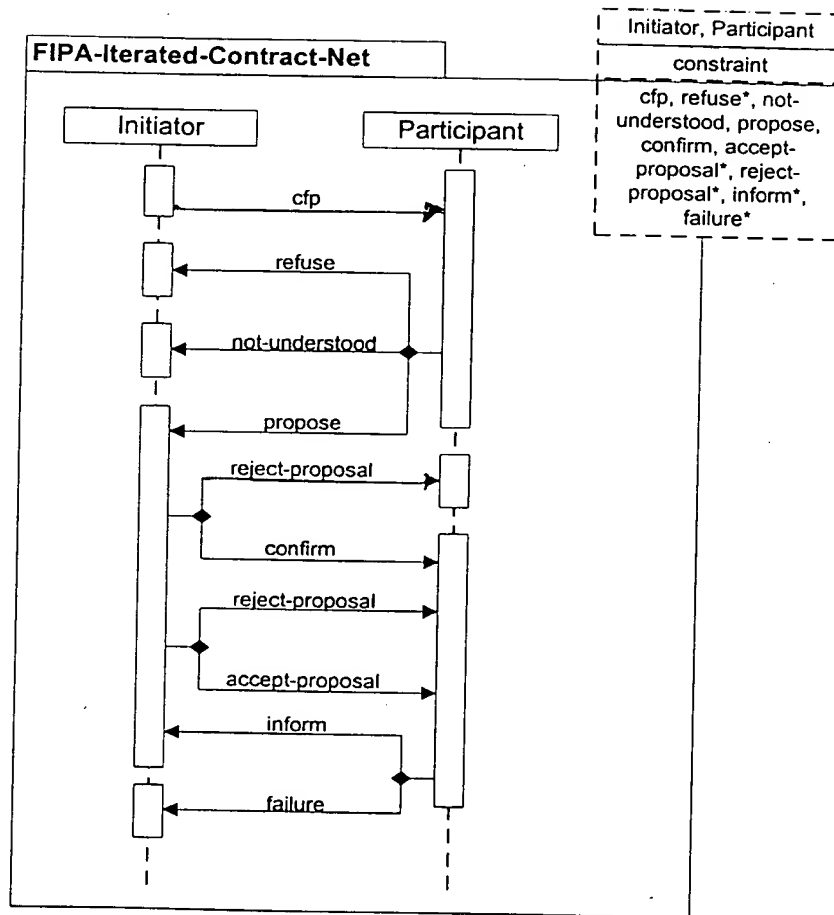 FIPA-Iterated-Contract-Net
Initiator, Participant
constraint
cfp, refuse*, not-
understood, propose,
confirm, accept-
proposal*, reject-
proposal*, inform*,
failure*
Initiator
Participant
cfp
refuse
not-understood
propose
reject-proposal
confirm
reject-proposal
accept-proposal
inform
failure